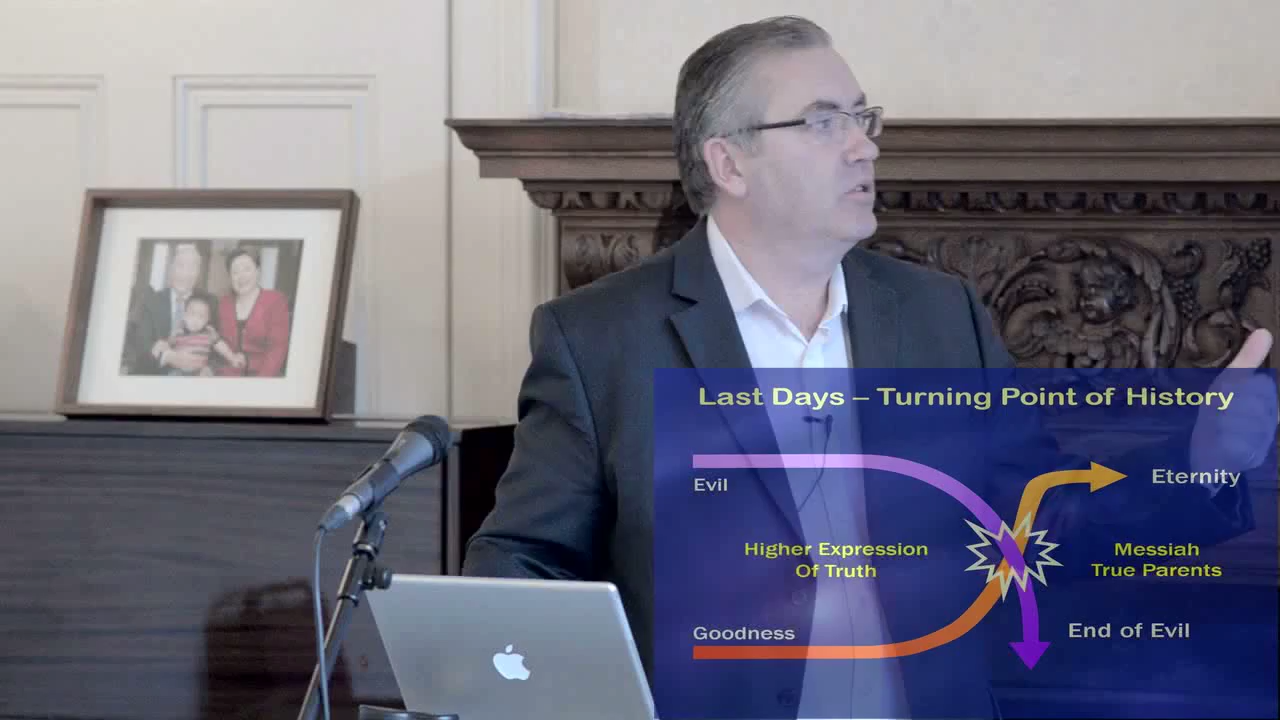 Last Days – Turning Point of History
Evil
Eternity
Higher Expression
Of Truth
Messiah
True Parents
Goodness
End of Evil